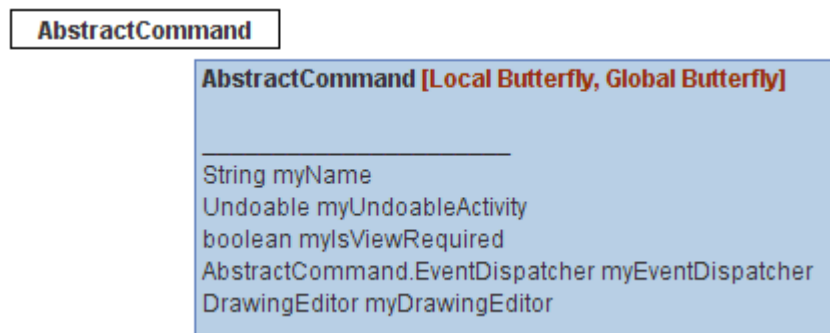 AbstractCommand
AbstractCommand [Local Butterfly, Global Butterfly]
String myName
Undoable myUndoableActivity
boolean myIsViewRequired
AbstractCommand.EventDispatcher myEventDispatcher
DrawingEditor myDrawingEditor